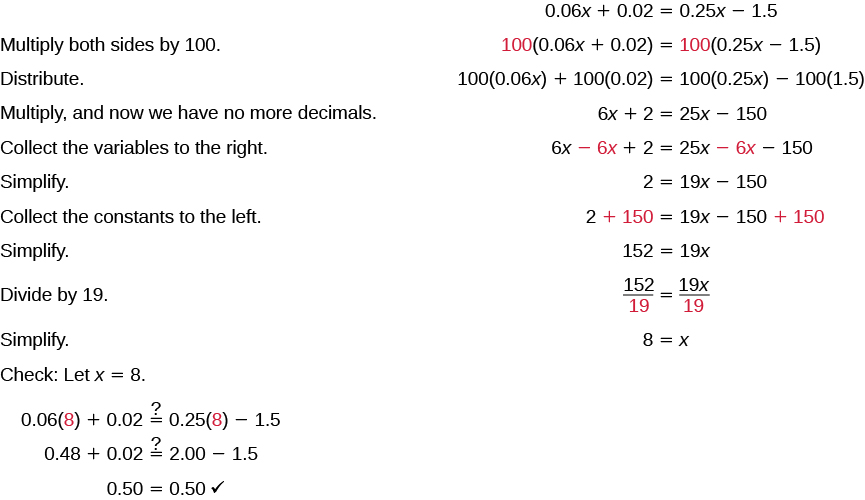 0.06x + 0.02 = 0.25x − 1.5
Multiply both sides by 100. 100(0.06x + 0.02) = 100(0.25x − 1.5)
Distribute. 100(0.06x) + 100(0.02) = 100(0.25x) − 100(1.5)
Multiply, and now we have no more decimals. 6x + 2 = 25x − 150
Collect the variables to the right. 6x − 6x + 2 = 25x − 6x − 150
Simplify. 2 = 19x − 150
Collect the constants to the left. 2 + 150 = 19x − 150 + 150
Simplify. 152 = 19x
Divide by 19. 152/19 = 19x/19
Simplify. 8 = x
Check: Let x = 8.
0.06(8) + 0.02 ≟ 0.25(8) − 1.5
0.48 + 0.02 ≟ 2.00 − 1.5
0.50 = 0.50 ✓